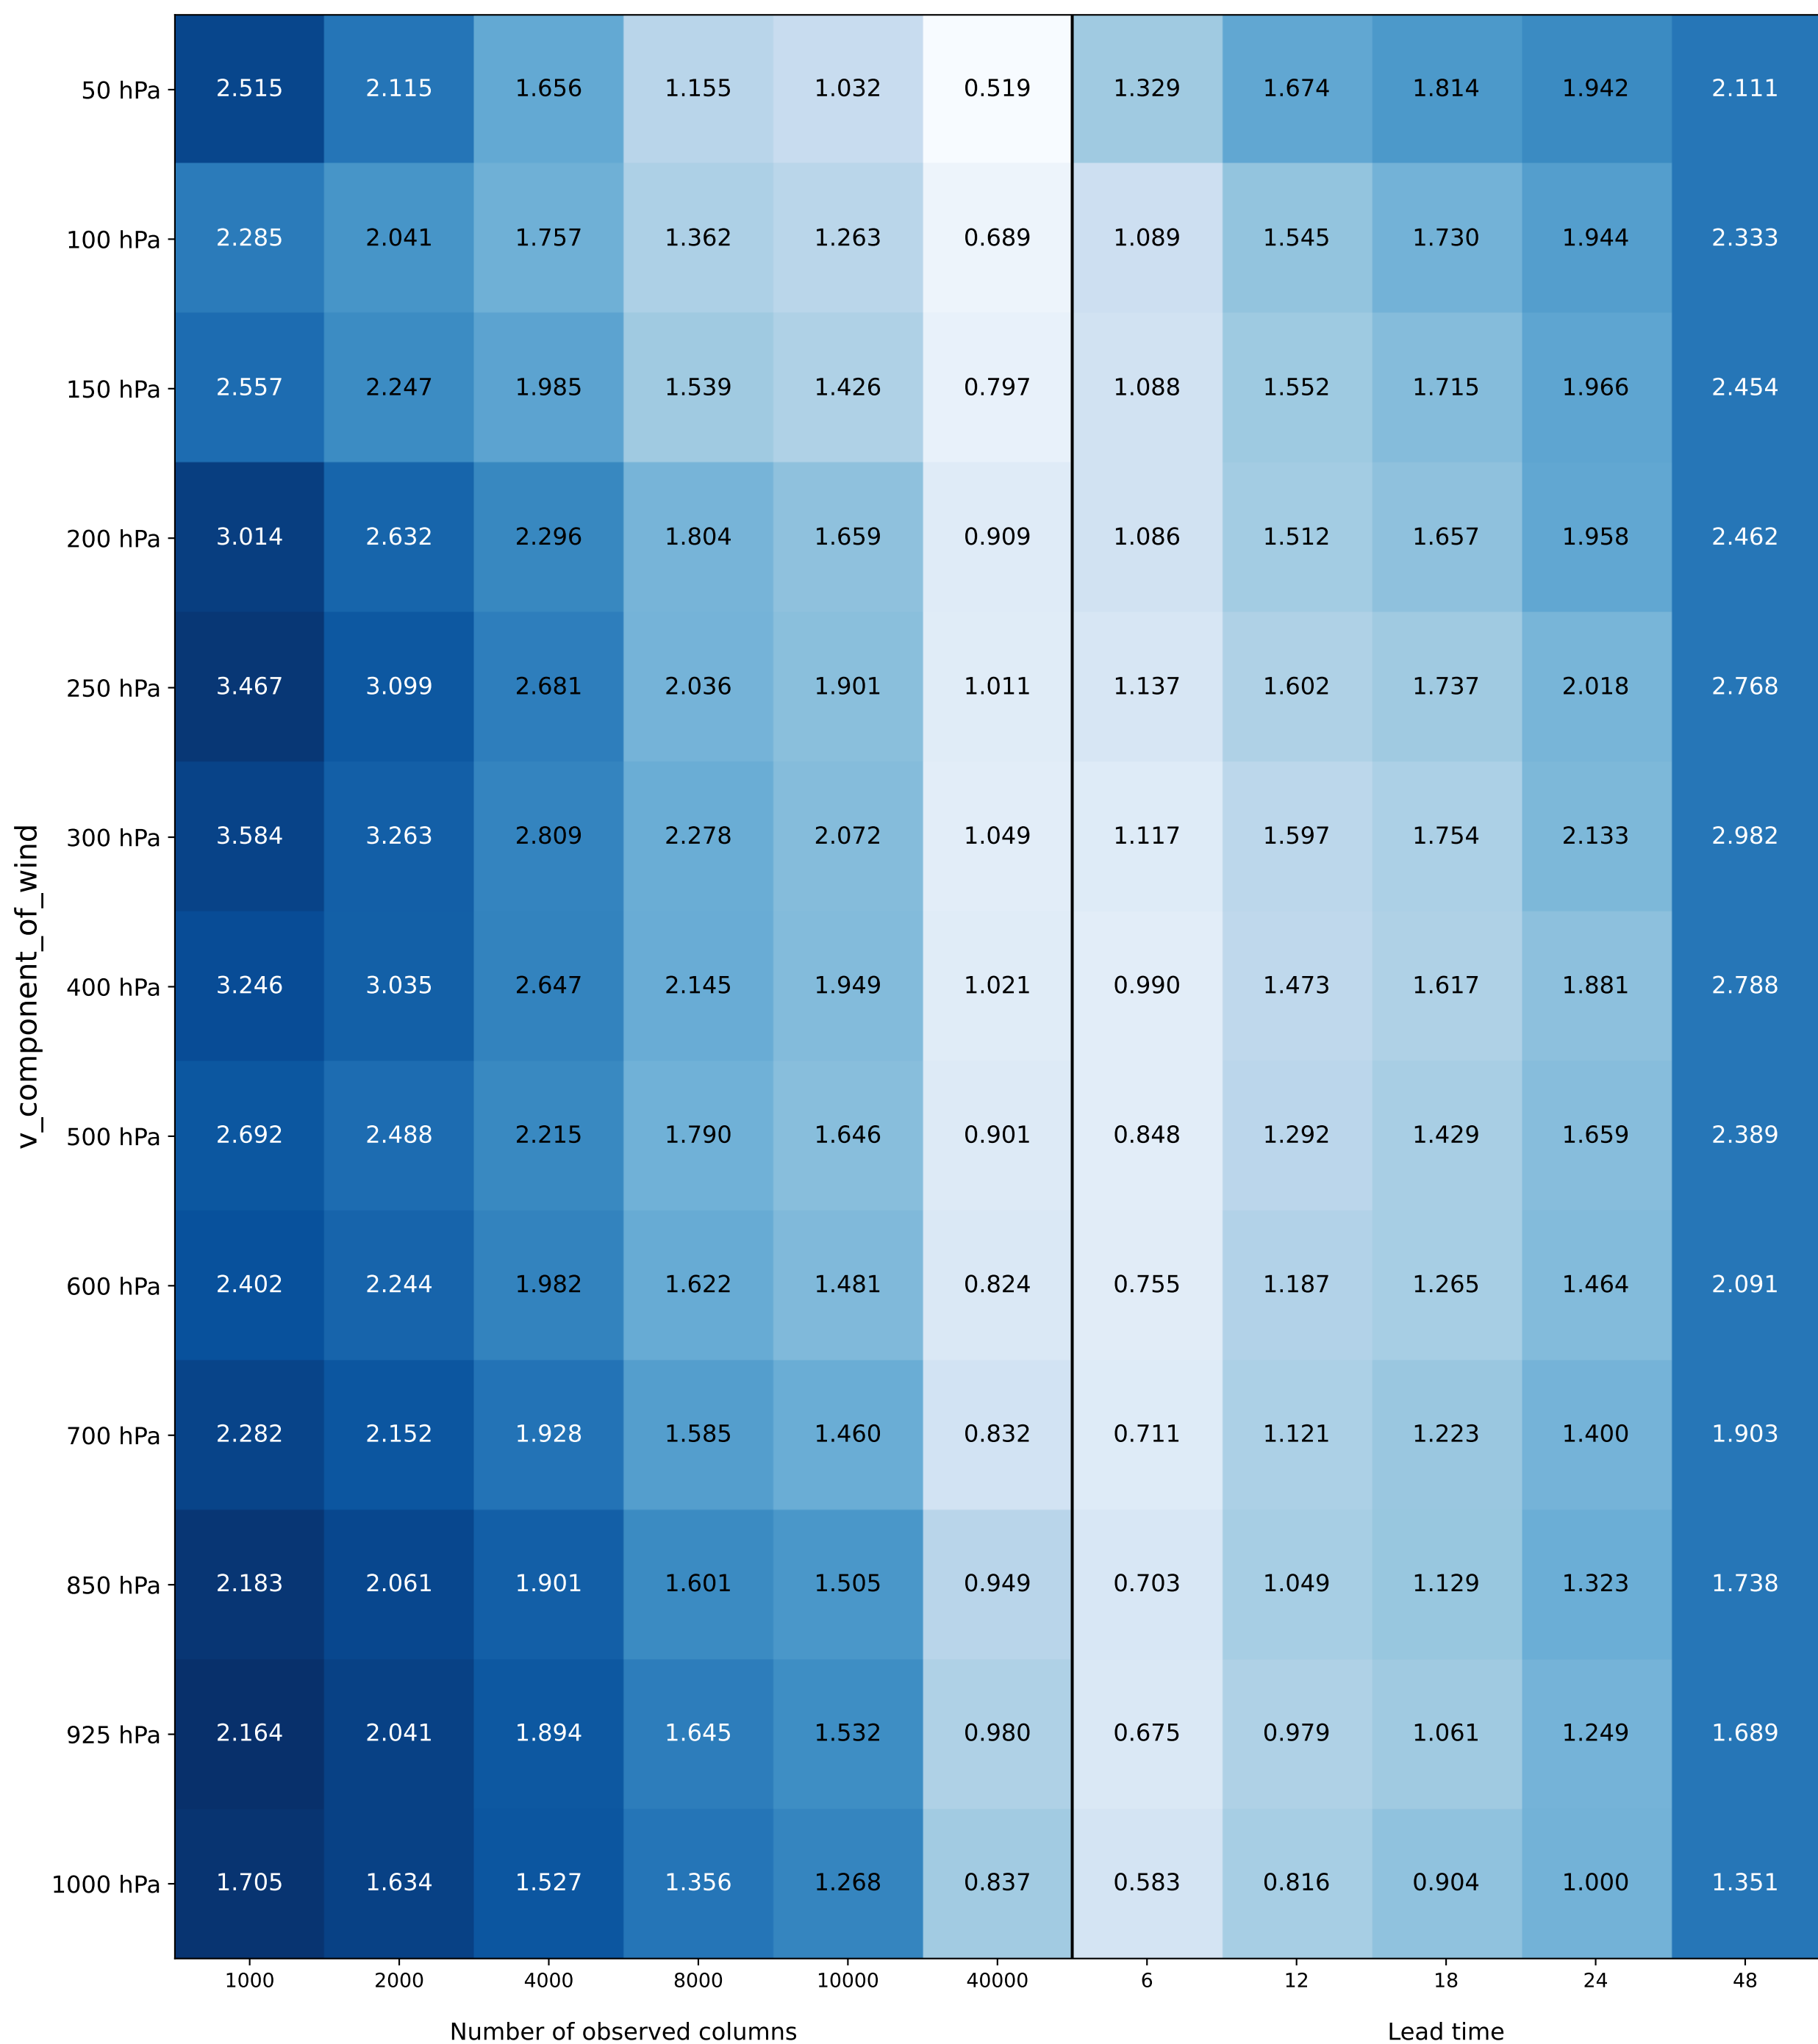 50 hPa 2.515 2.115 1.656 1.155 1.032 0.519 1.329 1.674 1.814 1.942 2.111
100 hPa 2.285 2.041 1.757 1.362 1.263 0.689 1.089 1.545 1.730 1.944 2.333
150 hPa 2.557 2.247 1.985 1.539 1.426 0.797 1.088 1.552 1.715 1.966 2.454
200 hPa 3.014 2.632 2.296 1.804 1.659 0.909 1.086 1.512 1.657 1.958 2.462
250 hPa 3.467 3.099 2.681 2.036 1.901 1.011 1.137 1.602 1.737 2.018 2.768
300 hPa 3.584 3.263 2.809 2.278 2.072 1.049 1.117 1.597 1.754 2.133 2.982
400 hPa 3.246 3.035 2.647 2.145 1.949 1.021 0.990 1.473 1.617 1.881 2.788
500 hPa 2.692 2.488 2.215 1.790 1.646 0.901 0.848 1.292 1.429 1.659 2.389
600 hPa 2.402 2.244 1.982 1.622 1.481 0.824 0.755 1.187 1.265 1.464 2.091
700 hPa 2.282 2.152 1.928 1.585 1.460 0.832 0.711 1.121 1.223 1.400 1.903
850 hPa 2.183 2.061 1.901 1.601 1.505 0.949 0.703 1.049 1.129 1.323 1.738
925 hPa 2.164 2.041 1.894 1.645 1.532 0.980 0.675 0.979 1.061 1.249 1.689
1000 hPa 1.705 1.634 1.527 1.356 1.268 0.837 0.583 0.816 0.904 1.000 1.351
v_component_of_wind
1000 2000 4000 8000 10000 40000 6 12 18 24 48
Number of observed columns Lead time